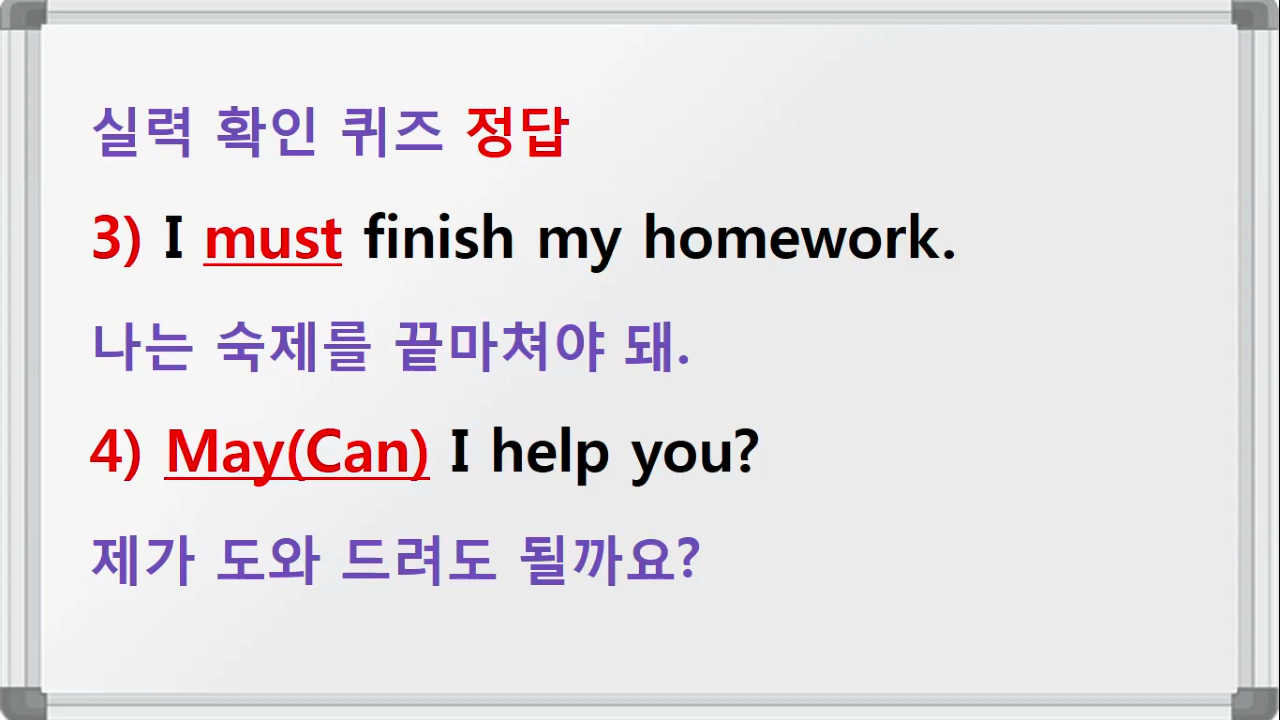 실력 확인 퀴즈 정답
3) I must finish my homework.
나는 숙제를 끝마쳐야 돼.
4) May(Can) I help you?
제가 도와 드려도 될까요?